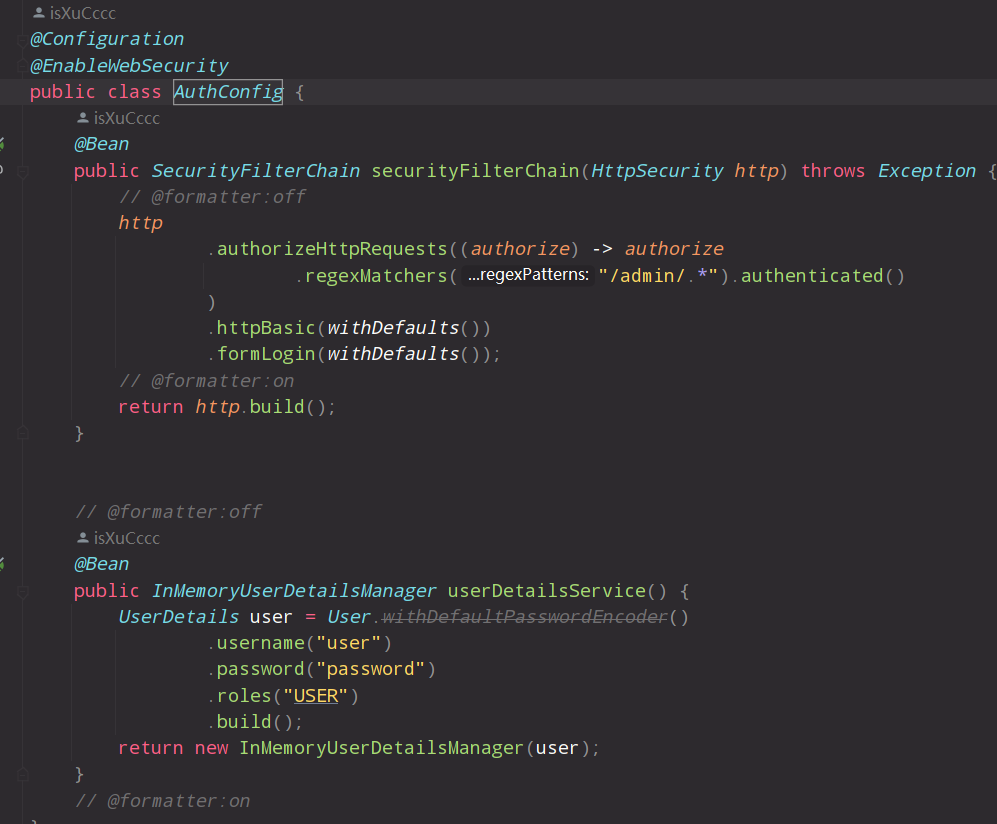 isXuCccc
@Configuration
@EnableWebSecurity
public class AuthConfig {
isXuCccc
@Bean
public SecurityFilterChain securityFilterChain(HttpSecurity http) throws Exception {
// @formatter:off
http
.authorizeHttpRequests((authorize) -> authorize
.regexMatchers( ...regexPatterns: "/admin/.*").authenticated()
)
.httpBasic(withDefaults())
.formLogin(withDefaults());
// @formatter:on
return http.build();
}
// @formatter:off
isXuCccc
@Bean
public InMemoryUserDetailsManager userDetailsService() {
UserDetails user = User.withDefaultPasswordEncoder()
.username("user")
.password("password")
.roles("USER")
.build();
return new InMemoryUserDetailsManager(user);
}
// @formatter:on